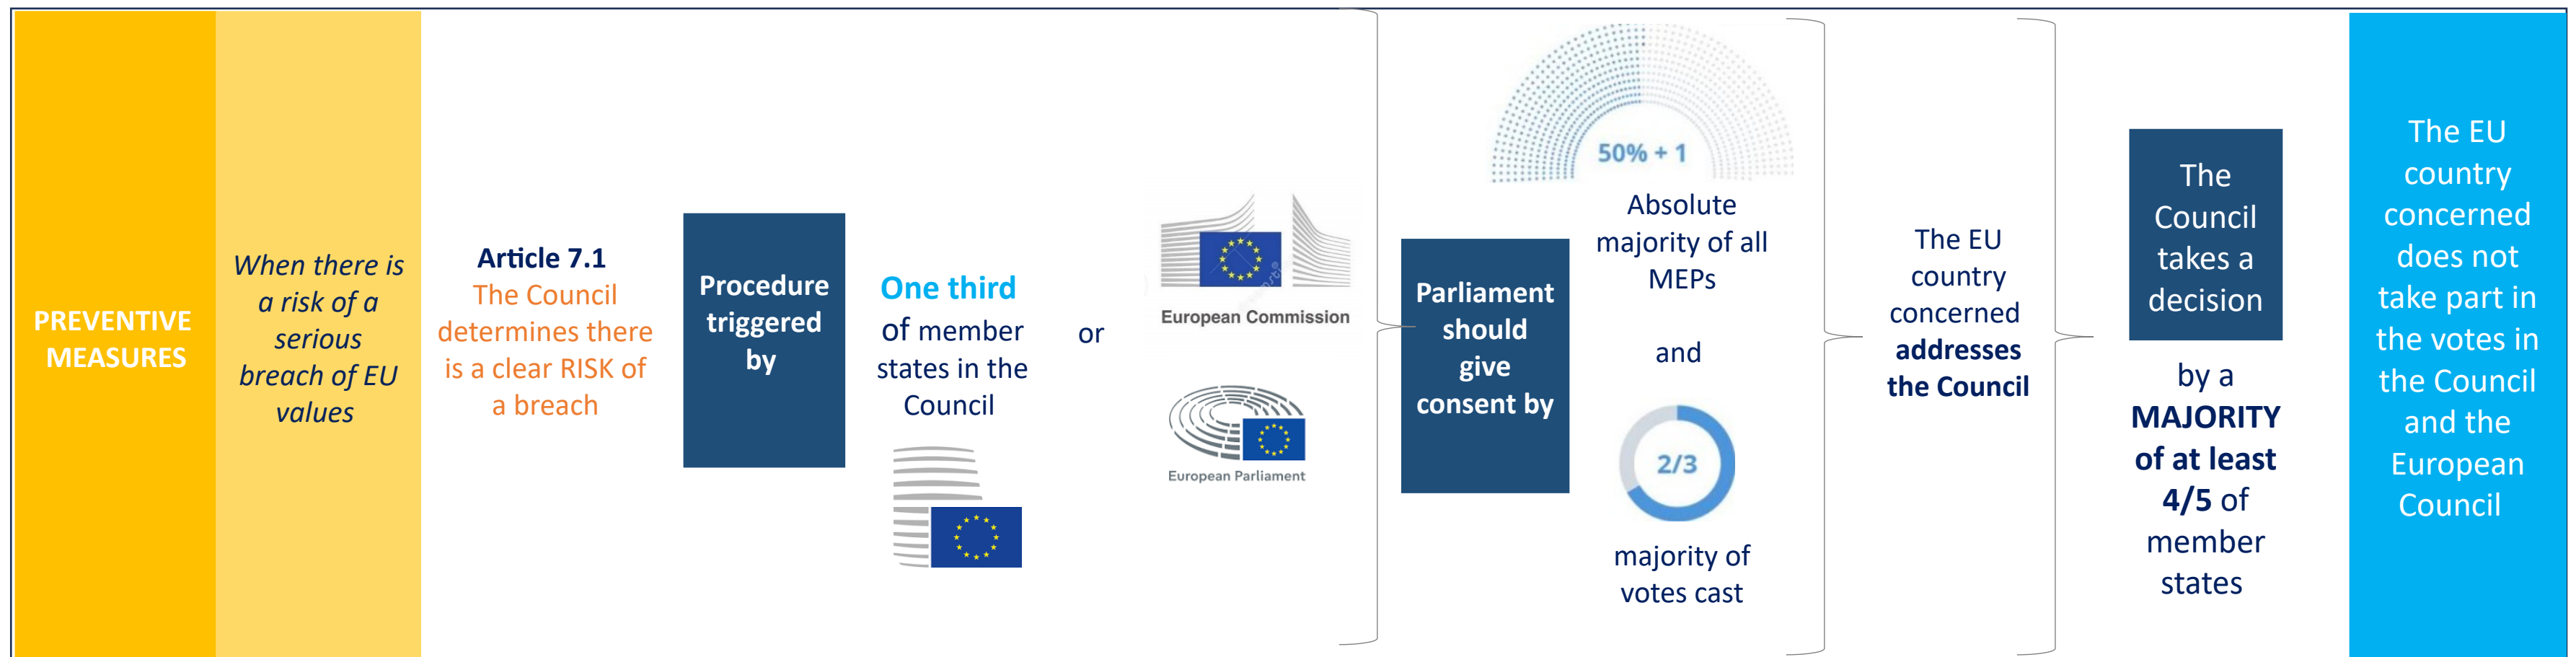 PREVENTIVE
MEASURES
When there is
a risk of a
serious
breach of EU
values
Article 7.1
The Council
determines there
is a clear RISK of
a breach
Procedure
triggered
by
One third
of member
states in the
Council
or
European Commission
European Parliament
Parliament
should
give
consent by
50% + 1
Absolute
majority of all
MEPs
and
2/3
majority of
votes cast
The EU
country
concerned
addresses
the Council
The
Council
takes a
decision
by a
MAJORITY
of at least
4/5 of
member
states
The EU
country
concerned
does not
take part in
the votes in
the Council
and the
European
Council